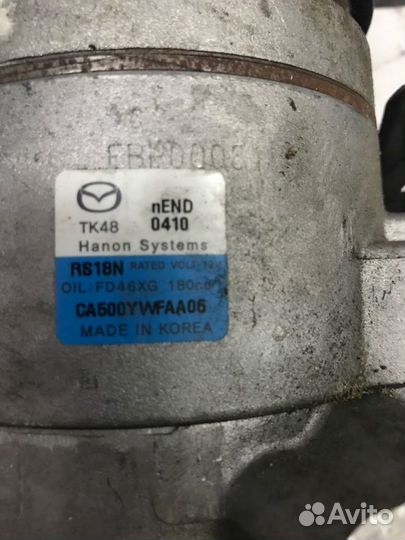 nEND
TK48 0410
Hanon Systems
RS18N RATED VOLT 12V
OIL:FD46XG 180cc
CA500YWFAA06
MADE IN KOREA
Avito